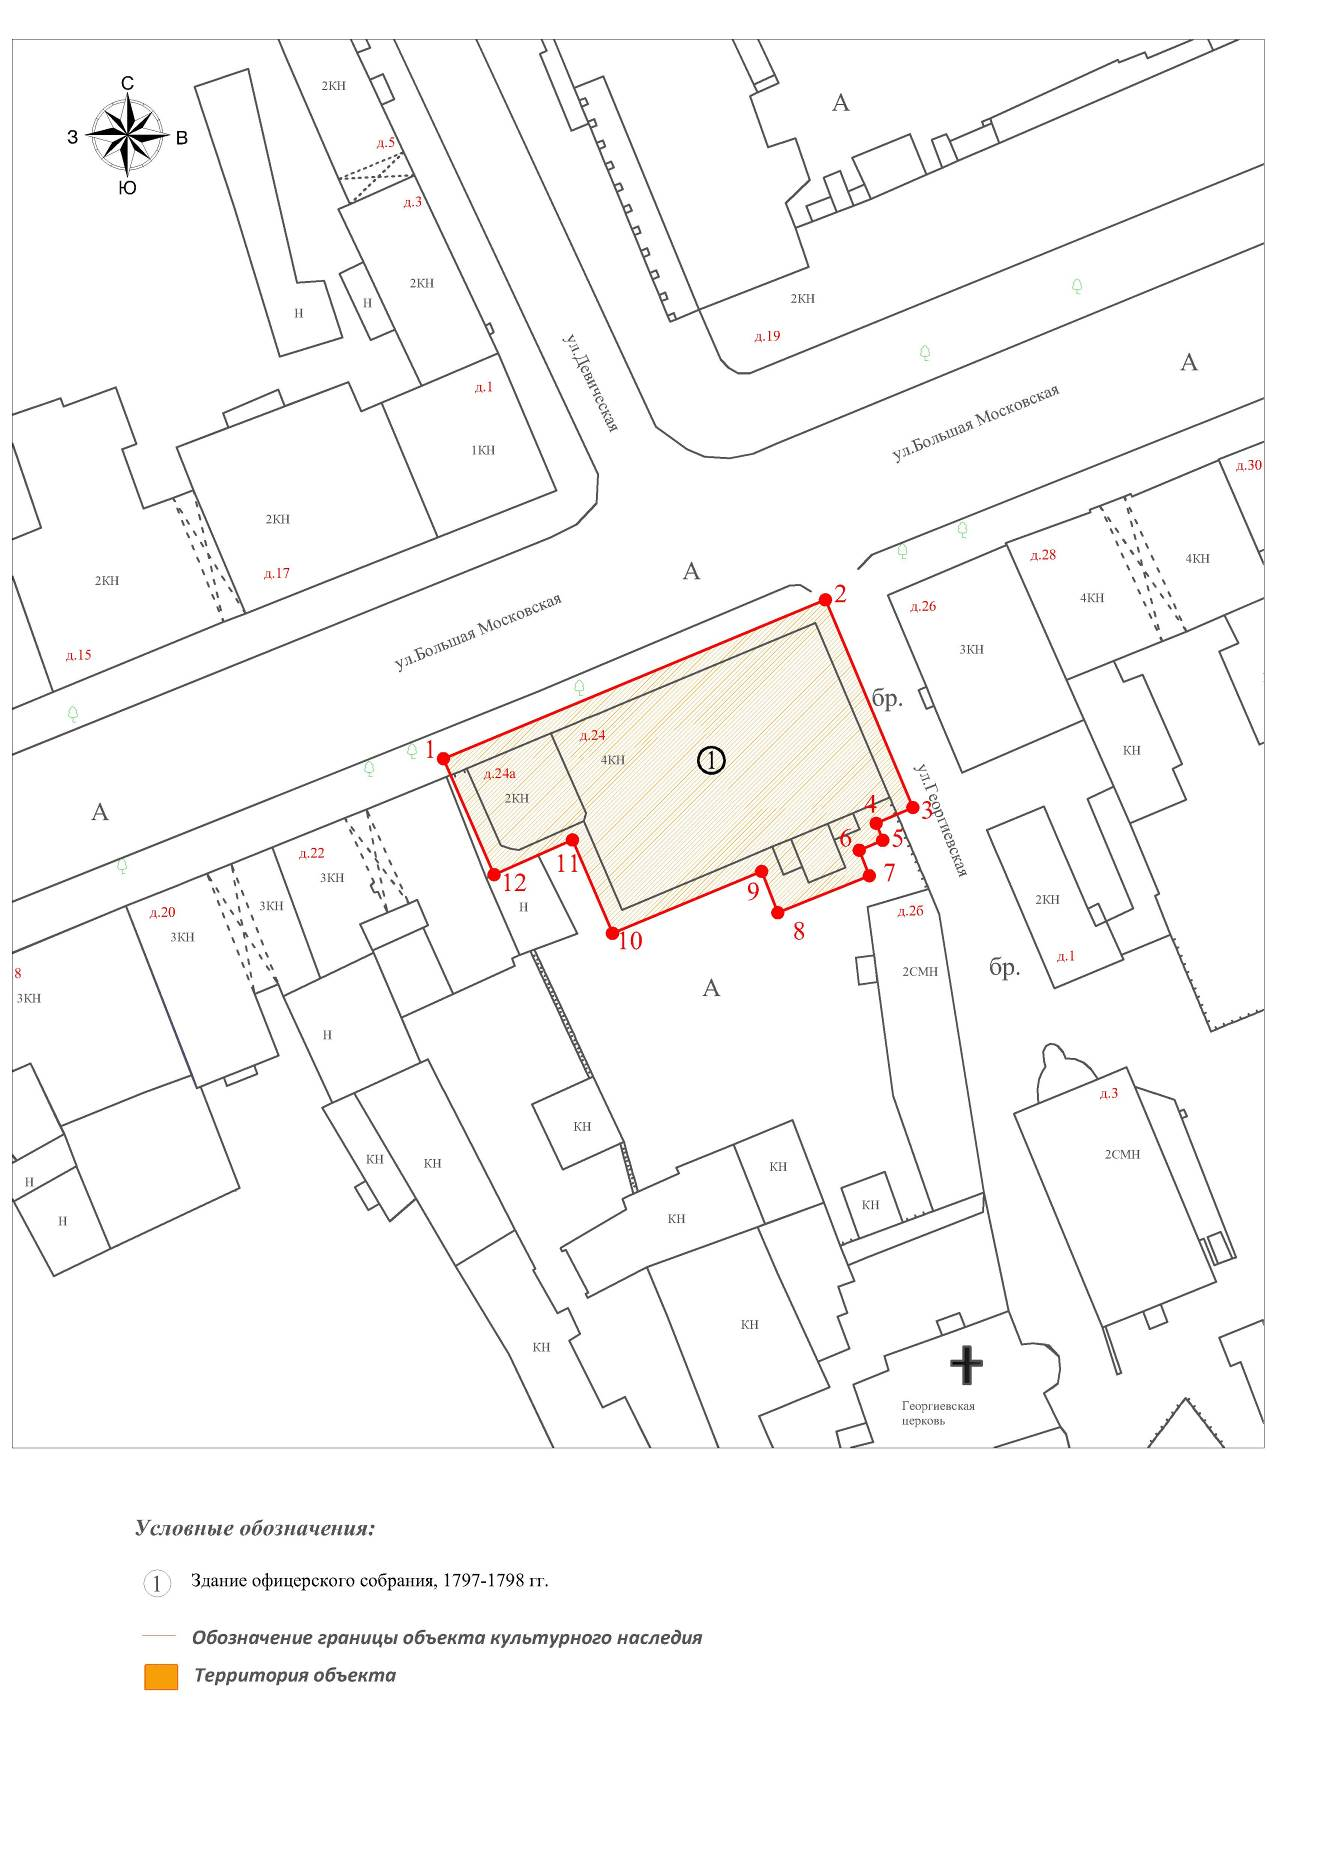 С
З
В
Ю
2КН
д.5
д.3
2КН
Н
Н
д.1
1КН
А
2КН
д.19
ул.Девическая
ул.Большая Московская
А
2КН
д.17
2КН
д.15
ул.Большая Московская
А
д.30
д.28
4КН
4КН
д.26
3КН
КН
1
2
3
4
5
6
7
8
9
10
11
12
д.24
4КН
1
д.24а
2КН
бр.
ул.Георгиевская
А
д.22
3КН
3КН
д.20
3КН
8
3КН
Н
д.2б
2СМН
2КН
д.1
бр.
А
Н
КН
КН
КН
КН
КН
КН
КН
КН
КН
Н
Н
д.3
2СМН
Георгиевская
церковь
Условные обозначения:
1 Здание офицерского собрания, 1797-1798 гг.
Обозначение границы объекта культурного наследия
Территория объекта